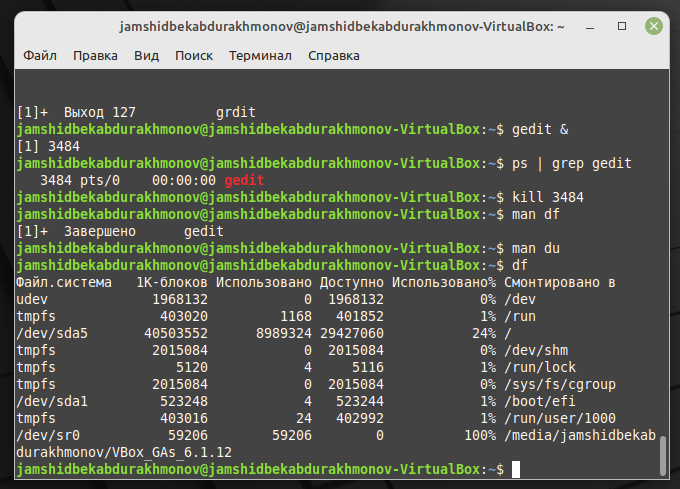 jamshidbekabdurakhmonov@jamshidbekabdurakhmonov-VirtualBox: ~
Файл Правка Вид Поиск Терминал Справка
[1]+  Выход 127          grdit
jamshidbekabdurakhmonov@jamshidbekabdurakhmonov-VirtualBox:~$ gedit &
[1] 3484
jamshidbekabdurakhmonov@jamshidbekabdurakhmonov-VirtualBox:~$ ps | grep gedit
   3484 pts/0    00:00:00 gedit
jamshidbekabdurakhmonov@jamshidbekabdurakhmonov-VirtualBox:~$ kill 3484
jamshidbekabdurakhmonov@jamshidbekabdurakhmonov-VirtualBox:~$ man df
[1]+  Завершено      gedit
jamshidbekabdurakhmonov@jamshidbekabdurakhmonov-VirtualBox:~$ man du
jamshidbekabdurakhmonov@jamshidbekabdurakhmonov-VirtualBox:~$ df
Файл.система   1K-блоков Использовано Доступно Использовано% Смонтировано в
udev             1968132            0  1968132            0% /dev
tmpfs             403020         1168   401852            1% /run
/dev/sda5       40503552      8989324 29427060           24% /
tmpfs            2015084            0  2015084            0% /dev/shm
tmpfs               5120            4     5116            1% /run/lock
tmpfs            2015084            0  2015084            0% /sys/fs/cgroup
/dev/sda1         523248            4   523244            1% /boot/efi
tmpfs             403016           24   402992            1% /run/user/1000
/dev/sr0           59206        59206        0          100% /media/jamshidbekab
durakhmonov/VBox_GAs_6.1.12
jamshidbekabdurakhmonov@jamshidbekabdurakhmonov-VirtualBox:~$